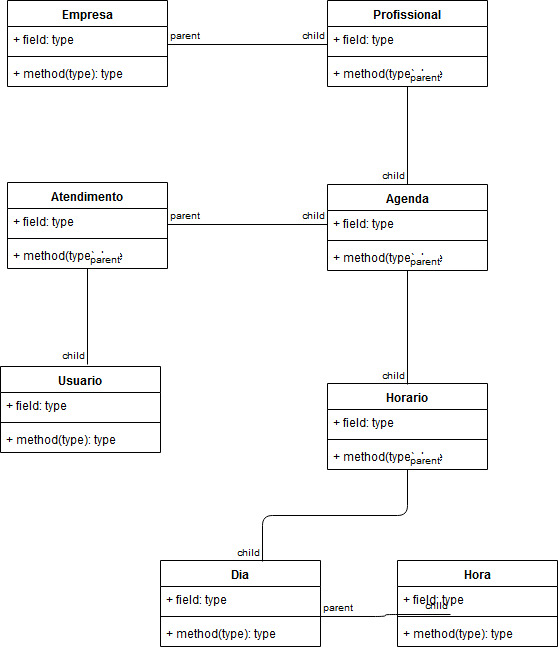 Empresa
+ field: type
+ method(type): type
parent
child
Profissional
+ field: type
+ method(type
parent
child
Atendimento
+ field: type
+ method(type
parent
parent
child
Agenda
+ field: type
+ method(type
parent
child
child
Usuario
+ field: type
+ method(type): type
Horario
+ field: type
+ method(type
parent
child
Dia
+ field: type
+ method(type): type
parent
child
Hora
+ field: type
+ method(type): type